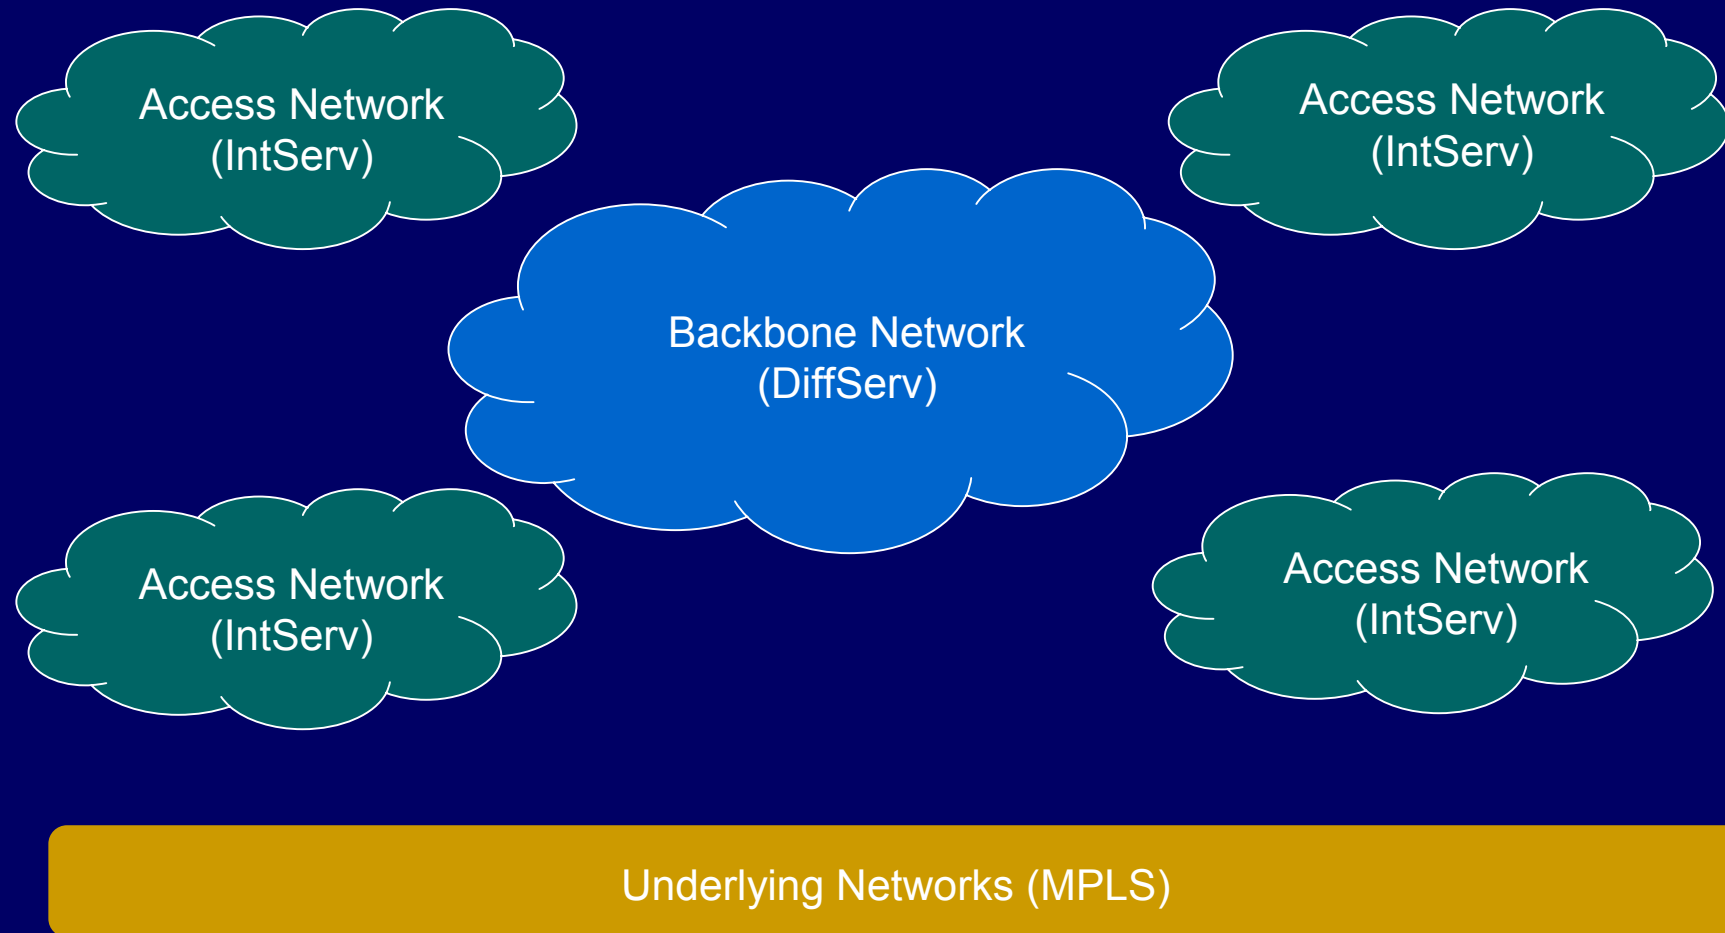 Access Network
(IntServ)
Access Network
(IntServ)
Backbone Network
(DiffServ)
Access Network
(IntServ)
Access Network
(IntServ)
Underlying Networks (MPLS)